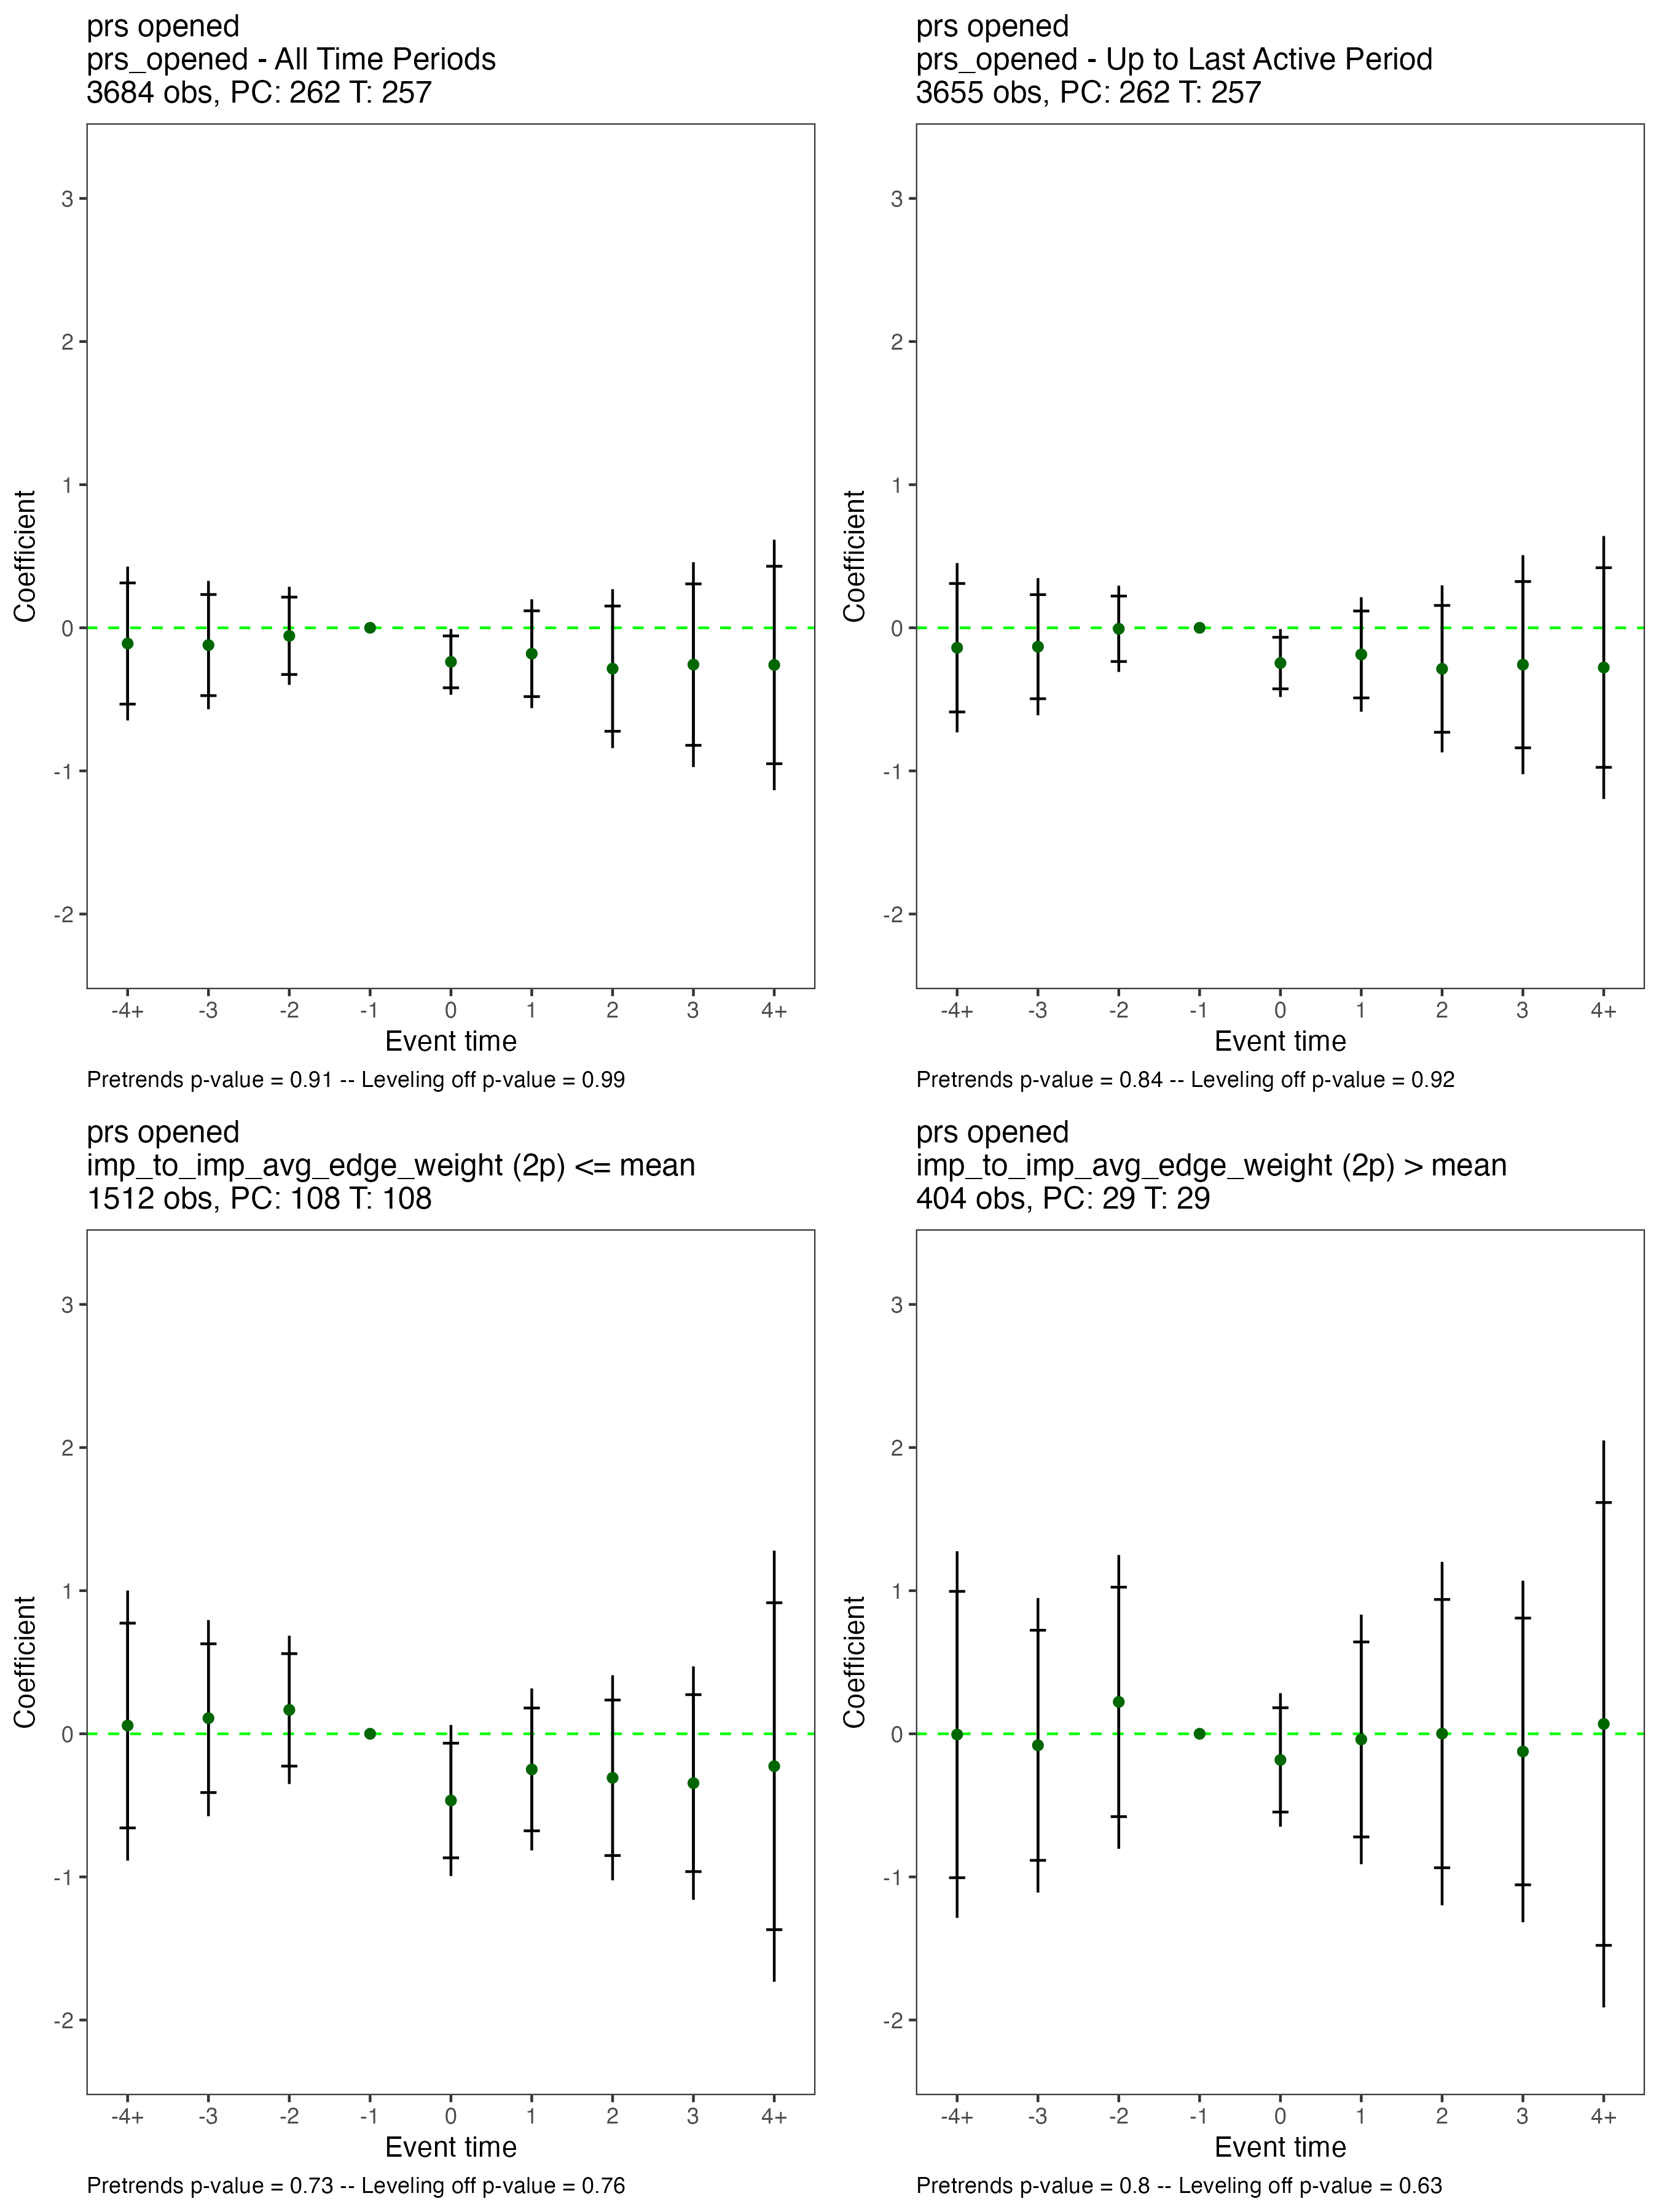 prs opened
prs_opened - All Time Periods
3684 obs, PC: 262 T: 257
Coefficient
3
2
1
0
-1
-2
-4+ -3 -2 -1 0 1 2 3 4+
Event time
Pretrends p-value = 0.91 -- Leveling off p-value = 0.99
prs opened
prs_opened - Up to Last Active Period
3655 obs, PC: 262 T: 257
Coefficient
3
2
1
0
-1
-2
-4+ -3 -2 -1 0 1 2 3 4+
Event time
Pretrends p-value = 0.84 -- Leveling off p-value = 0.92
prs opened
imp_to_imp_avg_edge_weight (2p) <= mean
1512 obs, PC: 108 T: 108
Coefficient
3
2
1
0
-1
-2
-4+ -3 -2 -1 0 1 2 3 4+
Event time
Pretrends p-value = 0.73 -- Leveling off p-value = 0.76
prs opened
imp_to_imp_avg_edge_weight (2p) > mean
404 obs, PC: 29 T: 29
Coefficient
3
2
1
0
-1
-2
-4+ -3 -2 -1 0 1 2 3 4+
Event time
Pretrends p-value = 0.8 -- Leveling off p-value = 0.63